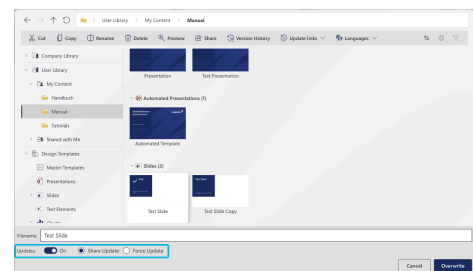 User Library > My Content > Manual
Cut Copy Rename Delete Preview Share Version History Update links Languages
Company Library
User Library
My Content
Handbuch
Manual
Tutorials
Shared with Me
Design Templates
Master Templates
Presentations
Slides
Text Elements
Presentation Test Presentation
Automated Presentations (1)
Automated Template
Slides (2)
Test Slide Test Slide Copy
Filename: Test Slide
Updates: On Share Update Force Update
Cancel Overwrite